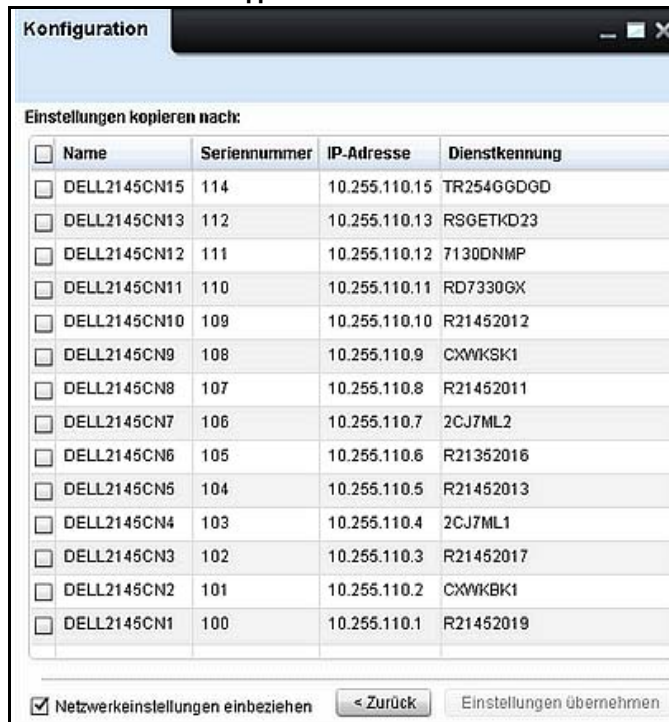 Konfiguration
Einstellungen kopieren nach:
Name Seriennummer IP-Adresse Dienstkennung
DELL2145CN15 114 10.255.110.15 TR254GGDGD
DELL2145CN13 112 10.255.110.13 RSGETKD23
DELL2145CN12 111 10.255.110.12 7130DNMP
DELL2145CN11 110 10.255.110.11 RD7330GX
DELL2145CN10 109 10.255.110.10 R21452012
DELL2145CN9 108 10.255.110.9 CXWKSK1
DELL2145CN8 107 10.255.110.8 R21452011
DELL2145CN7 106 10.255.110.7 2CJ7ML2
DELL2145CN6 105 10.255.110.6 R21352016
DELL2145CN5 104 10.255.110.5 R21452013
DELL2145CN4 103 10.255.110.4 2CJ7ML1
DELL2145CN3 102 10.255.110.3 R21452017
DELL2145CN2 101 10.255.110.2 CXWKBK1
DELL2145CN1 100 10.255.110.1 R21452019
Netzwerkeinstellungen einbeziehen < Zurück Einstellungen übernehmen